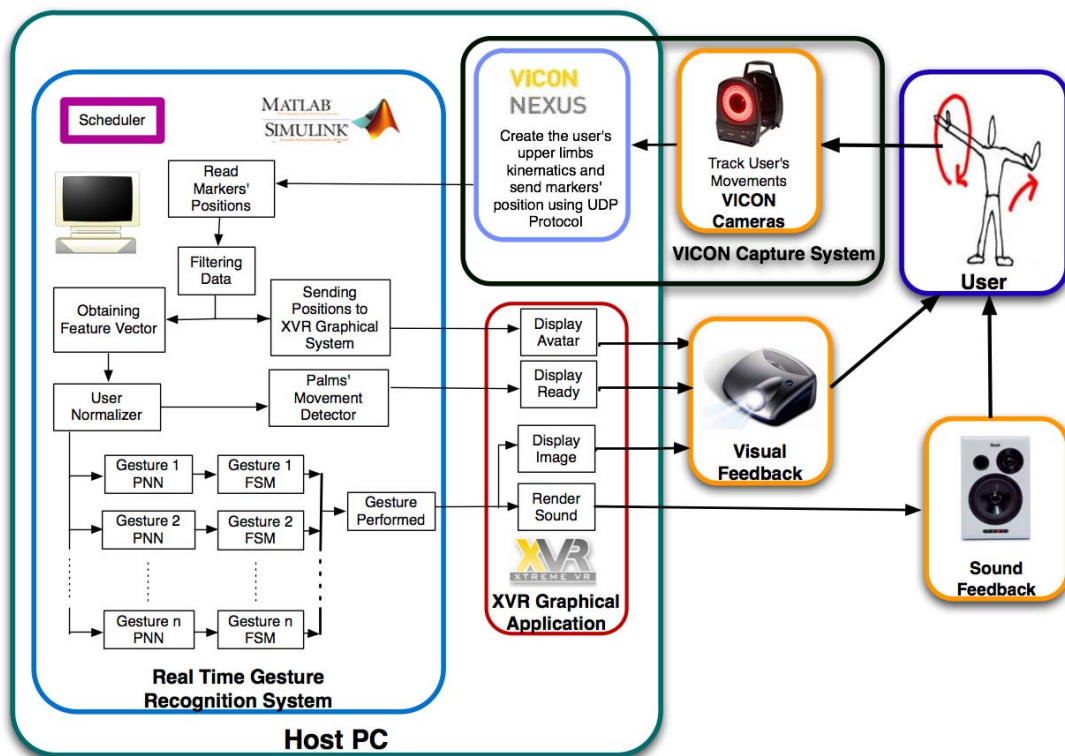 Scheduler
MATLAB
SIMULINK
Read
Markers'
Positions
Filtering
Data
Obtaining
Feature Vector
Sending
Positions to
XVR Graphical
System
User
Normalizer
Palms'
Movement
Detector
Gesture 1
PNN
Gesture 1
FSM
Gesture 2
PNN
Gesture 2
FSM
Gesture n
PNN
Gesture n
FSM
Gesture
Performed
Real Time Gesture
Recognition System
Host PC
VICON
NEXUS
Create the user's
upper limbs
kinematics and
send markers'
position using UDP
Protocol
Track User's
Movements
VICON
Cameras
VICON Capture System
User
Display
Avatar
Display
Ready
Display
Image
Render
Sound
XVR
XTREME VR
XVR Graphical
Application
Visual
Feedback
Sound
Feedback